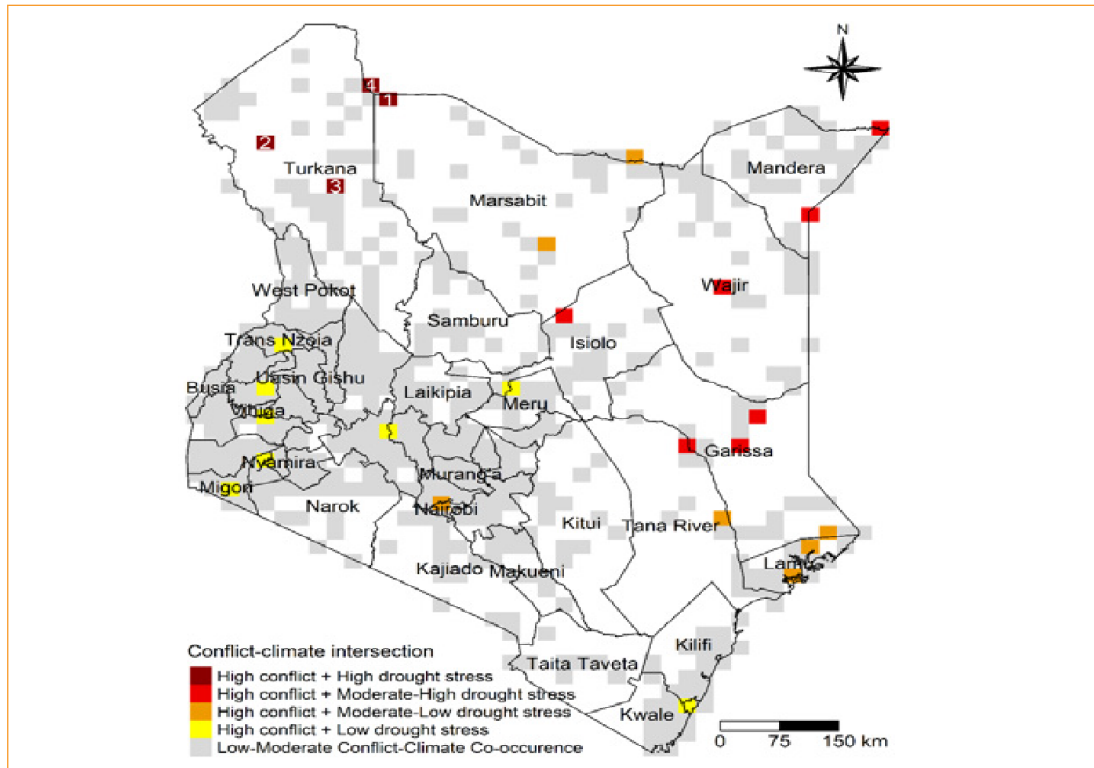 N
4
1
2
Turkana
3
Mandera
Marsabit
Wajir
West Pokot
Samburu
Trans Nzoia
Isiolo
Uasin Gishu
Busia
Laikipia
Meru
Vihiga
Garissa
Nyamira
Murang'a
Migori
Narok
Nairobi
Kitui
Tana River
Kajiado
Makueni
Lamu
Kilifi
Taita Taveta
Kwale
Conflict-climate intersection
High conflict + High drought stress
High conflict + Moderate-High drought stress
High conflict + Moderate-Low drought stress
High conflict + Low drought stress
Low-Moderate Conflict-Climate Co-occurence
0 75 150 km